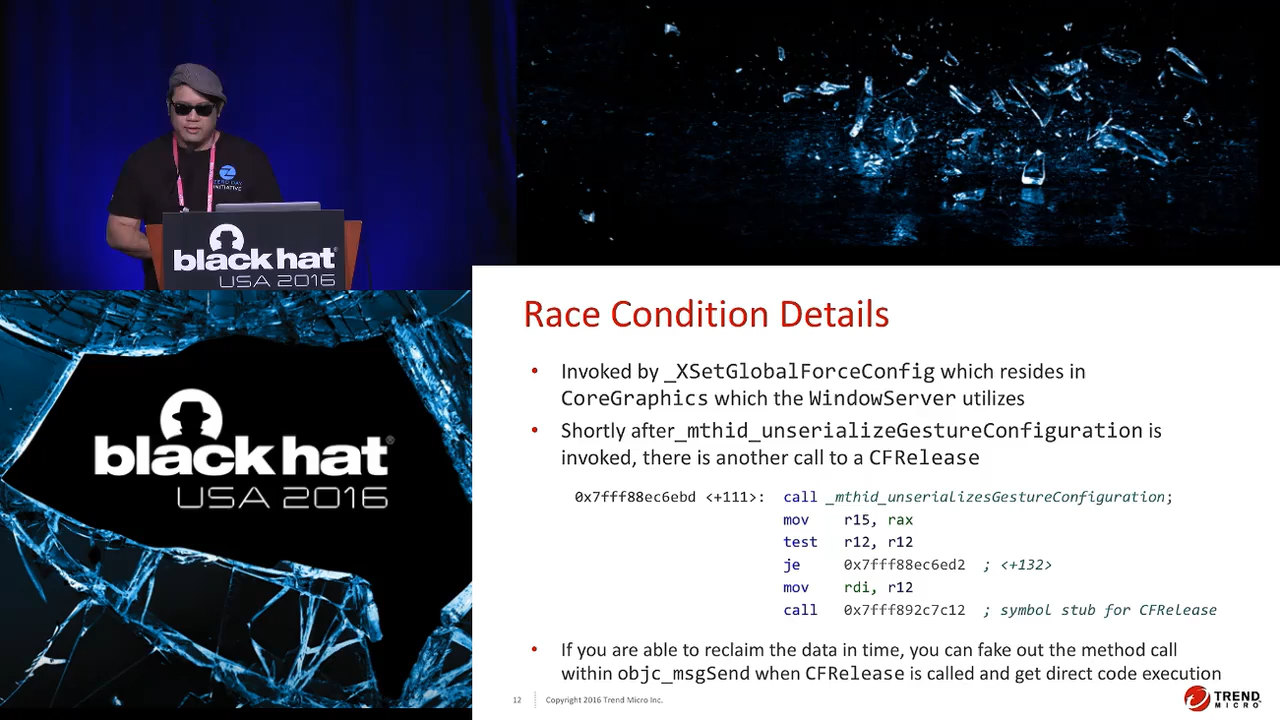 ZERO DAY
INITIATIVE
black hat®
USA 2016
black hat®
USA 2016
Race Condition Details
• Invoked by _XSetGlobalForceConfig which resides in
CoreGraphics which the WindowServer utilizes
• Shortly after_mthid_unserializeGestureConfiguration is
invoked, there is another call to a CFRelease
0x7fff88ec6ebd <+111>: call _mthid_unserializesGestureConfiguration;
mov r15, rax
test r12, r12
je 0x7fff88ec6ed2 ; <+132>
mov rdi, r12
call 0x7fff892c7c12 ; symbol stub for CFRelease
• If you are able to reclaim the data in time, you can fake out the method call
within objc_msgSend when CFRelease is called and get direct code execution
12 Copyright 2016 Trend Micro Inc.
TREND
MICRO